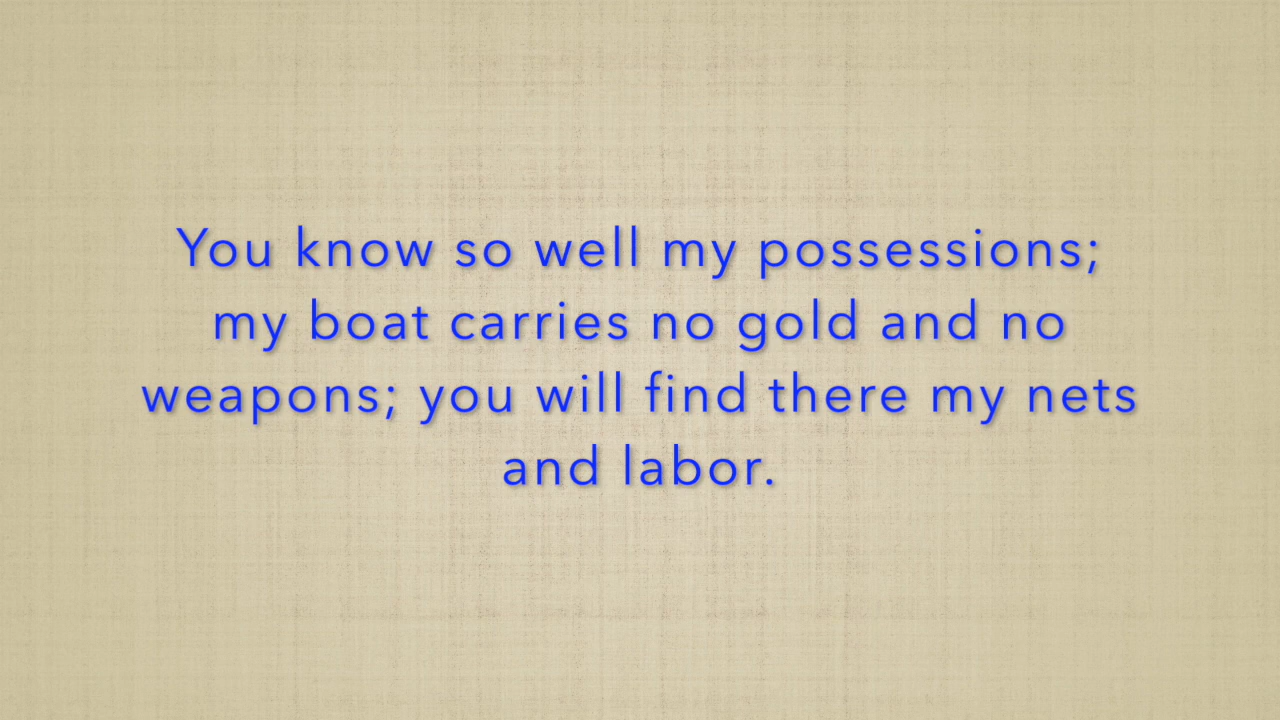 You know so well my possessions;
my boat carries no gold and no
weapons; you will find there my nets
and labor.